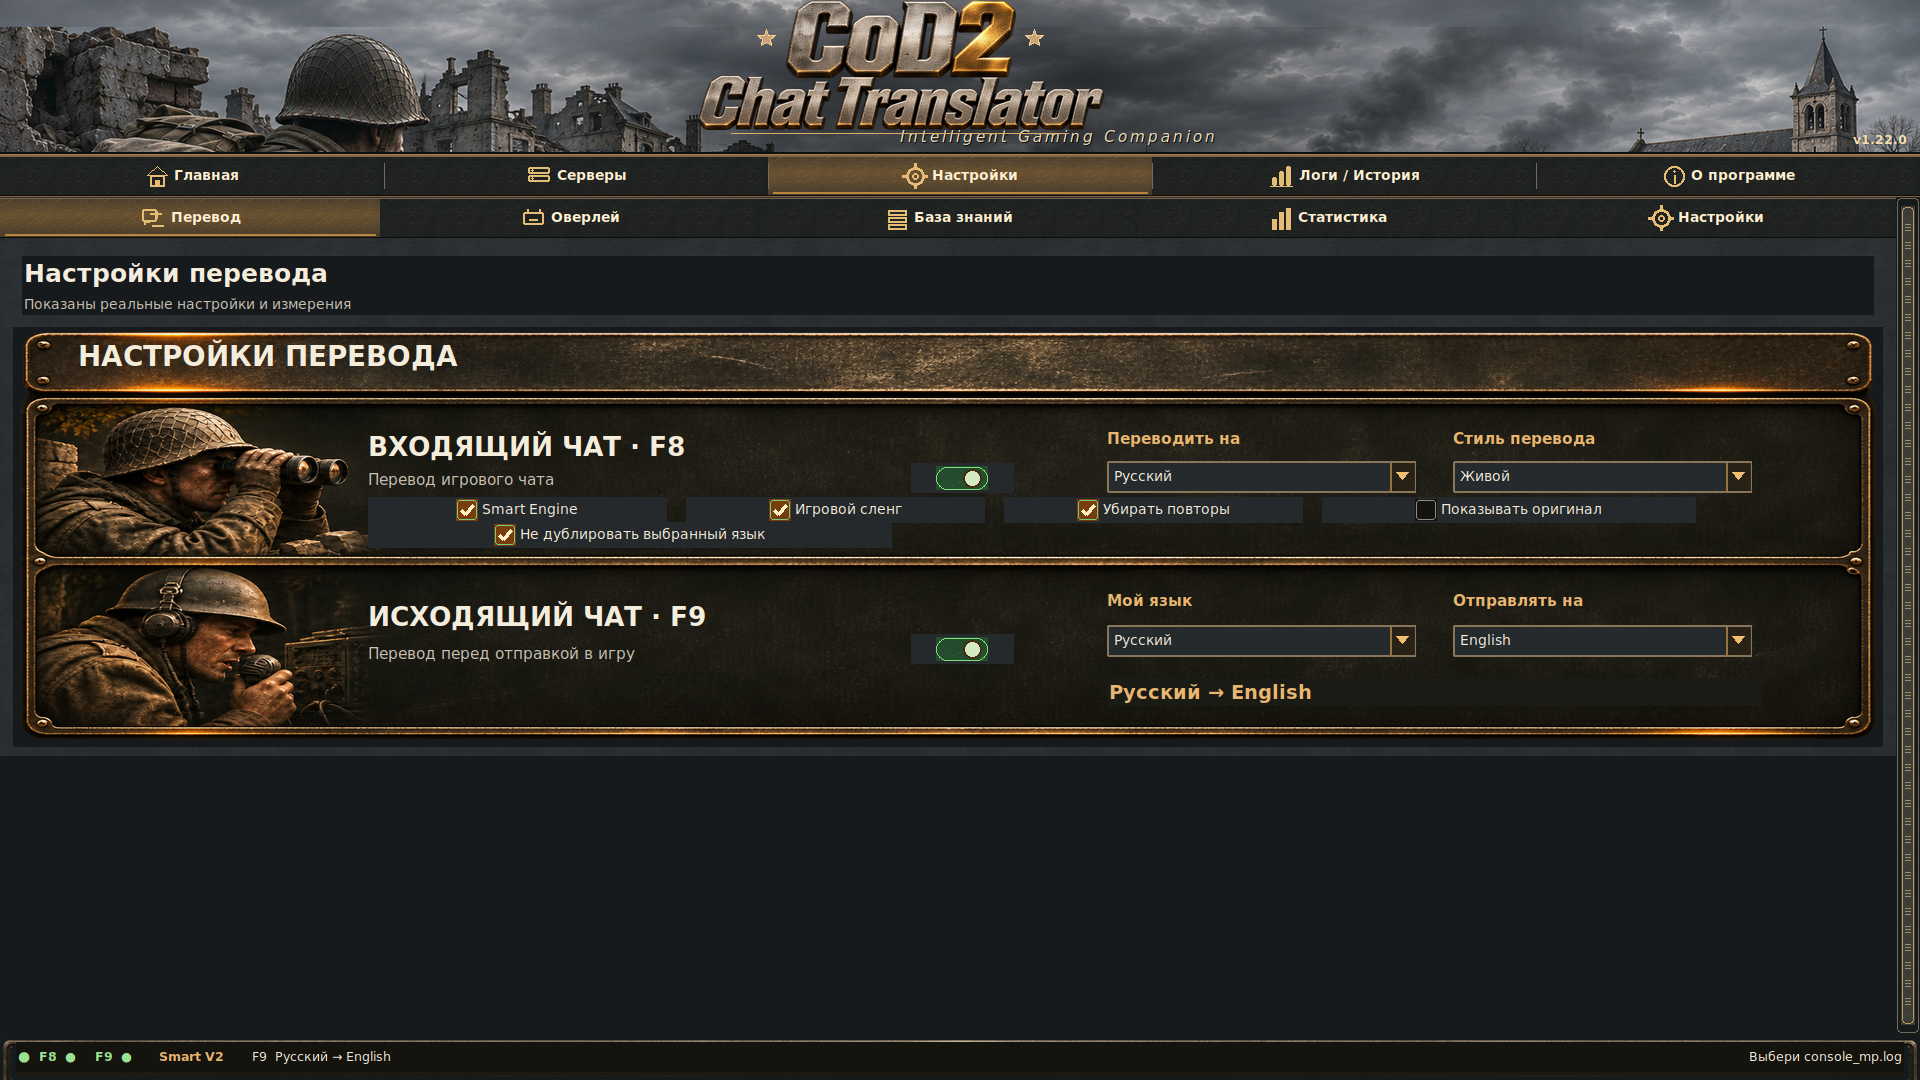 CoD2
Chat Translator
Intelligent Gaming Companion
v1.22.0
Главная Серверы Настройки Логи / История О программе
Перевод Оверлей База знаний Статистика Настройки
Настройки перевода
Показаны реальные настройки и измерения
НАСТРОЙКИ ПЕРЕВОДА
ВХОДЯЩИЙ ЧАТ · F8
Перевод игрового чата
Переводить на Стиль перевода
Русский Живой
Smart Engine Игровой сленг Убирать повторы Показывать оригинал
Не дублировать выбранный язык
ИСХОДЯЩИЙ ЧАТ · F9
Перевод перед отправкой в игру
Мой язык Отправлять на
Русский English
Русский → English
F8 F9 Smart V2 F9 Русский → English Выбери console_mp.log